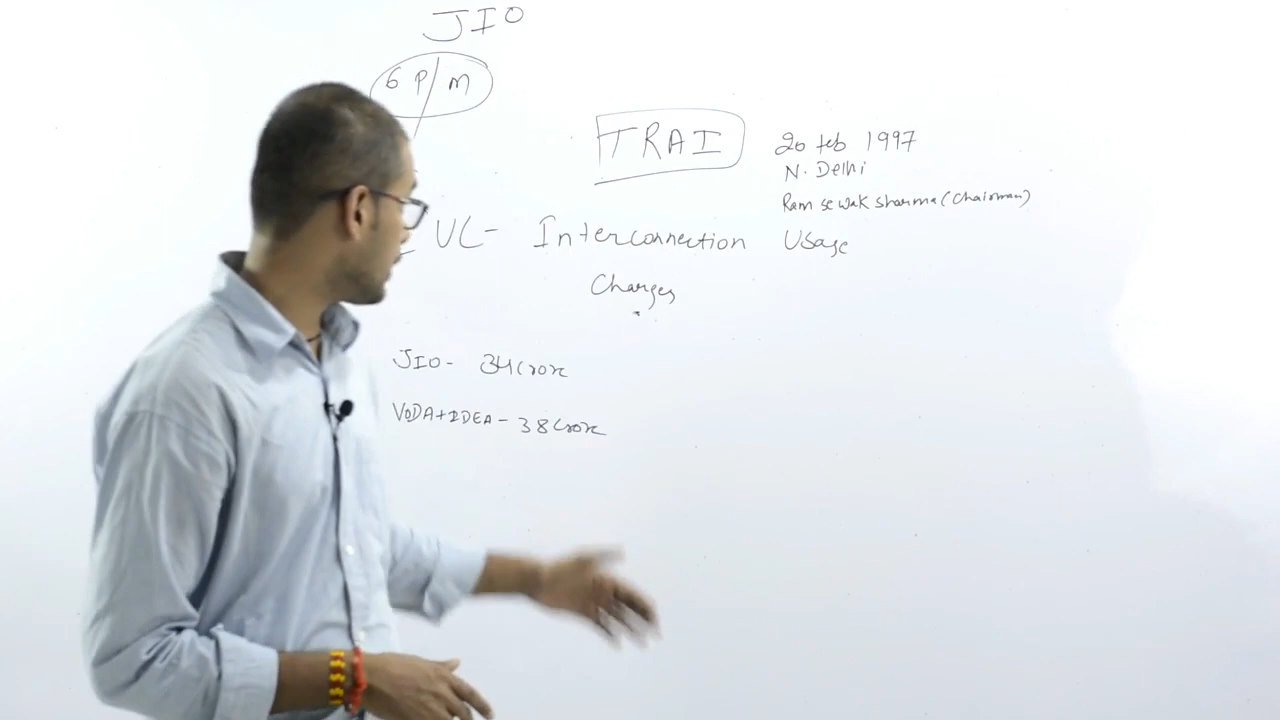 JIO
6 P/m
TRAI
20 feb 1997
N. Delhi
Ram sewak sharma (Chairman)
UC- Interconnection Usage
Charges
JIO- 34 Crore
VODA+IDEA - 38 Crore